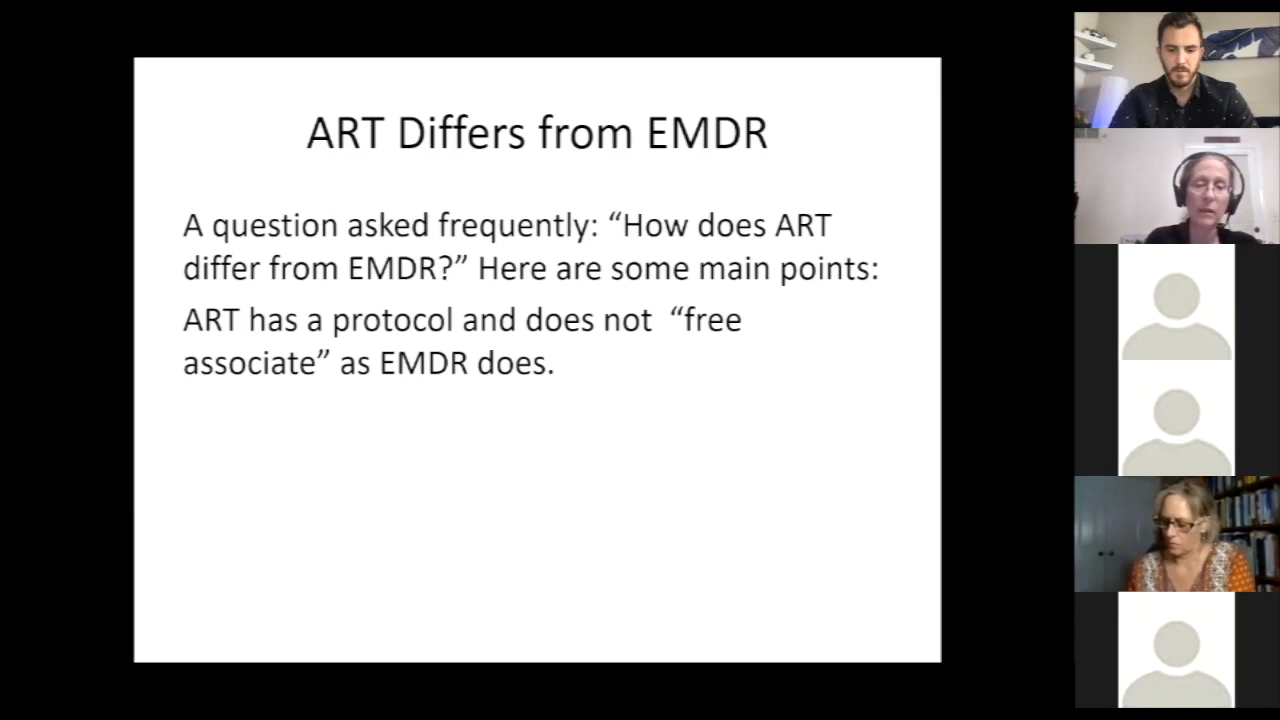 ART Differs from EMDR
A question asked frequently: “How does ART
differ from EMDR?” Here are some main points:
ART has a protocol and does not  “free
associate” as EMDR does.